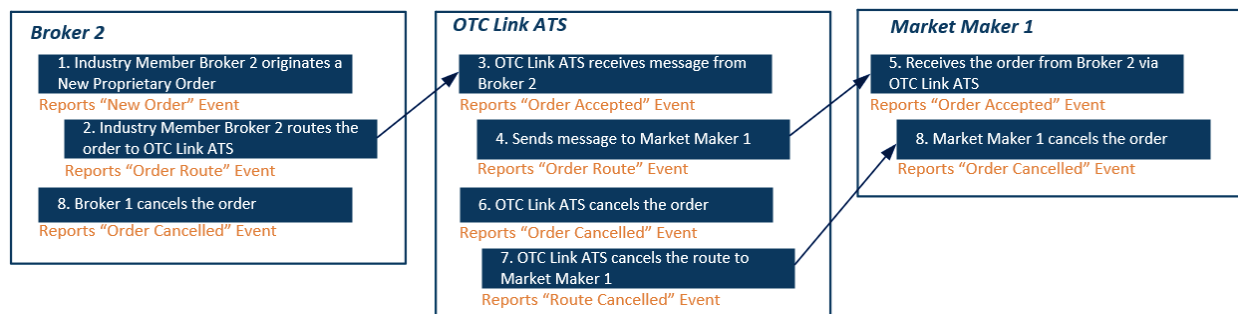 Broker 2
1. Industry Member Broker 2 originates a
New Proprietary Order
Reports “New Order” Event
2. Industry Member Broker 2 routes the
order to OTC Link ATS
Reports “Order Route” Event
8. Broker 1 cancels the order
Reports “Order Cancelled” Event
OTC Link ATS
3. OTC Link ATS receives message from
Broker 2
Reports “Order Accepted” Event
4. Sends message to Market Maker 1
Reports “Order Route” Event
6. OTC Link ATS cancels the order
Reports “Order Cancelled” Event
7. OTC Link ATS cancels the route to
Market Maker 1
Reports “Route Cancelled” Event
Market Maker 1
5. Receives the order from Broker 2 via
OTC Link ATS
Reports “Order Accepted” Event
8. Market Maker 1 cancels the order
Reports “Order Cancelled” Event